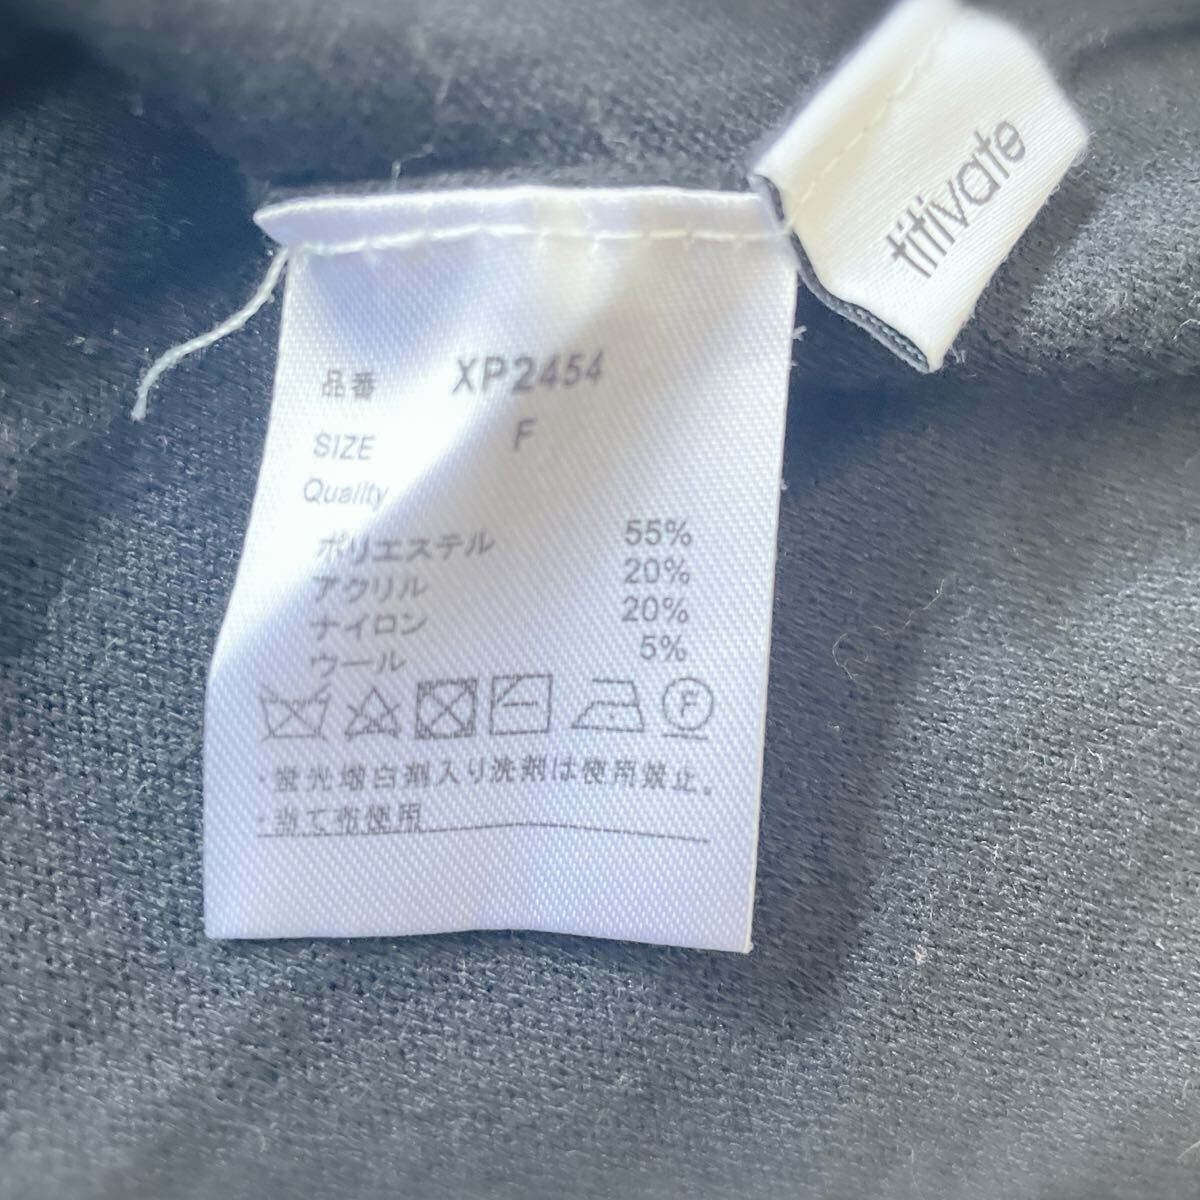 titivate
品番 XP2454
SIZE F
Quality
ポリエステル 55%
アクリル 20%
ナイロン 20%
ウール 5%
F
・蛍光増白剤入り洗剤は使用禁止。
・当て布使用